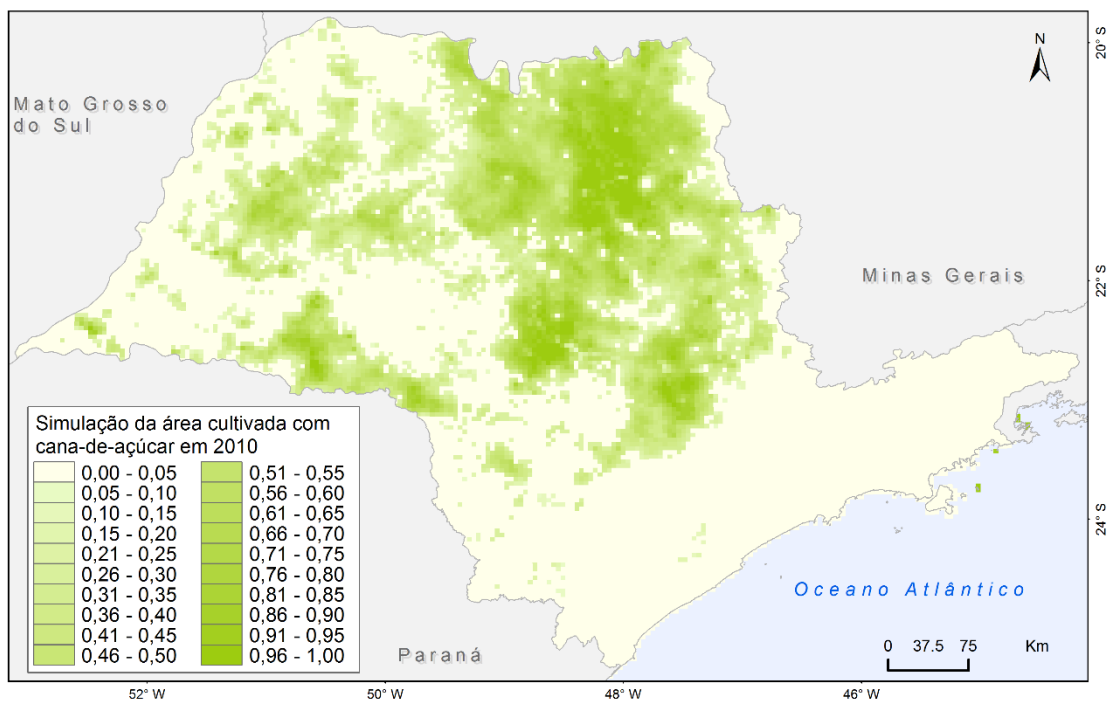 N
20° S
Mato Grosso
do Sul
Minas Gerais
22° S
Simulação da área cultivada com
cana-de-açúcar em 2010
0,00 - 0,05 0,51 - 0,55
0,05 - 0,10 0,56 - 0,60
0,10 - 0,15 0,61 - 0,65
0,15 - 0,20 0,66 - 0,70
0,21 - 0,25 0,71 - 0,75
0,26 - 0,30 0,76 - 0,80
0,31 - 0,35 0,81 - 0,85
0,36 - 0,40 0,86 - 0,90
0,41 - 0,45 0,91 - 0,95
0,46 - 0,50 0,96 - 1,00
24° S
Oceano Atlântico
Paraná
0 37.5 75 Km
52° W 50° W 48° W 46° W